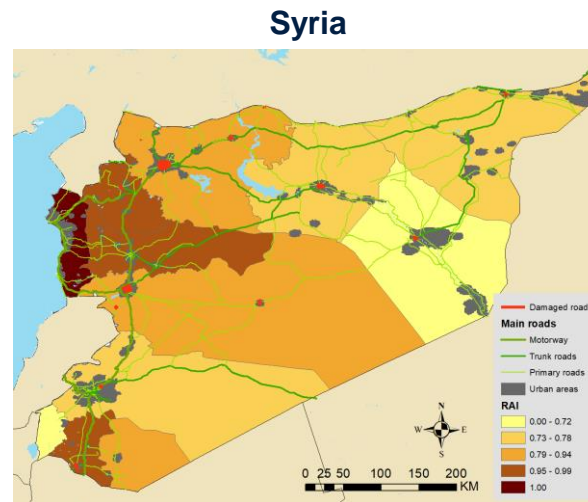 Syria
Damaged road
Main roads
Motorway
Trunk roads
Primary roads
Urban areas
RAI
0.00 - 0.72
0.73 - 0.78
0.79 - 0.94
0.95 - 0.99
1.00
N
W E
S
0 25 50 100 150 200
KM